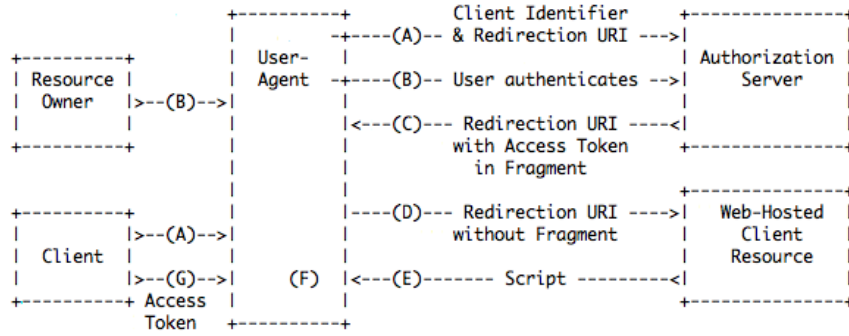 +----------+ Client Identifier +---------------+
| -+----(A)-- & Redirection URI --->| |
+-----------+ | User- | | Authorization |
| Resource | | Agent -+----(B)-- User authenticates -->| Server |
| Owner |>--(B)-->| | | |
| | | |<---(C)--- Redirection URI ----<| |
+-----------+ | | with Access Token +---------------+
| | in Fragment
| | +---------------+
+-----------+ | |----(D)--- Redirection URI ---->| Web-Hosted |
| |>--(A)-->| | without Fragment | Client |
| Client | | | | Resource |
| |>--(G)-->| (F) |<---(E)------- Script ---------<| |
+-----------+ Access | | +---------------+
Token +----------+